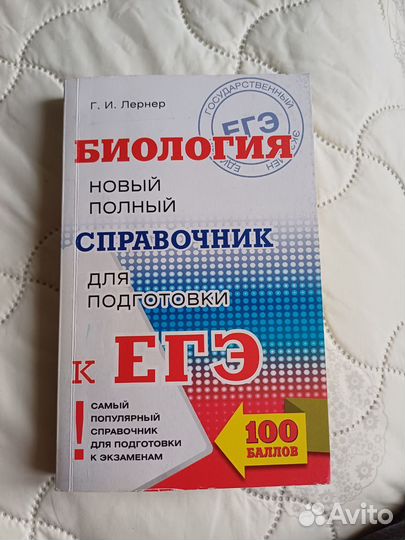 Г. И. Лернер
ГОСУДАРСТВЕННЫЙ
ЕГЭ
БИОЛОГИЯ
НОВЫЙ
ПОЛНЫЙ
СПРАВОЧНИК
ДЛЯ
ПОДГОТОВКИ
К ЕГЭ
! САМЫЙ
ПОПУЛЯРНЫЙ
СПРАВОЧНИК
ДЛЯ ПОДГОТОВКИ
К ЭКЗАМЕНАМ
100
БАЛЛОВ
Avito